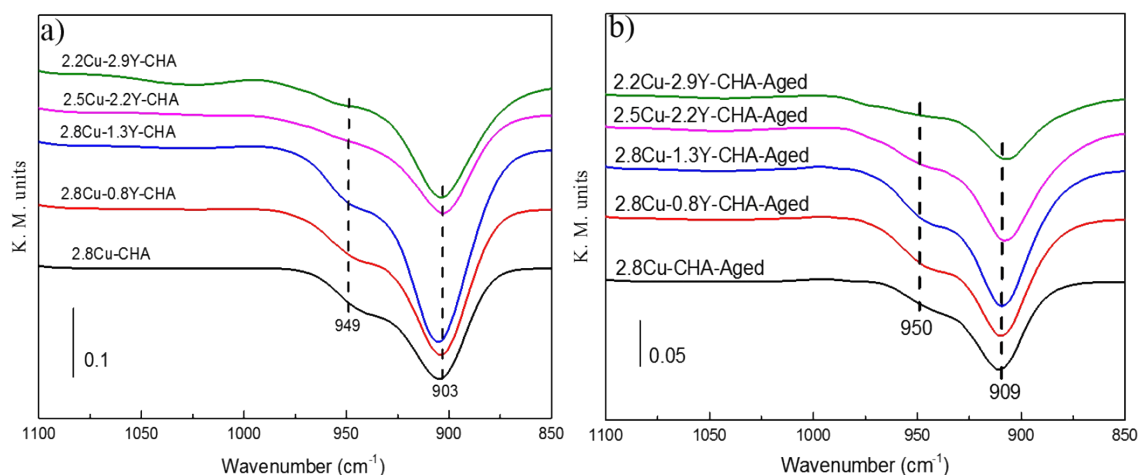 a)
2.2Cu-2.9Y-CHA
2.5Cu-2.2Y-CHA
2.8Cu-1.3Y-CHA
2.8Cu-0.8Y-CHA
2.8Cu-CHA
949
903
0.1
K. M. units
1100 1050 1000 950 900 850
Wavenumber (cm⁻¹)
b)
2.2Cu-2.9Y-CHA-Aged
2.5Cu-2.2Y-CHA-Aged
2.8Cu-1.3Y-CHA-Aged
2.8Cu-0.8Y-CHA-Aged
2.8Cu-CHA-Aged
950
909
0.05
K. M. units
1100 1050 1000 950 900 850
Wavenumber (cm⁻¹)